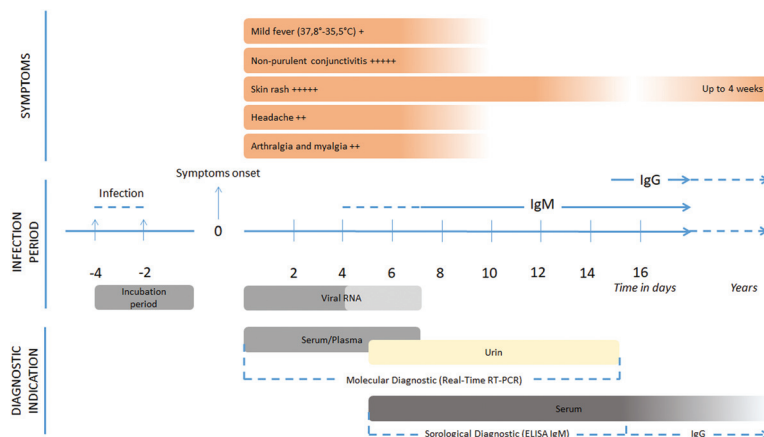 SYMPTOMS
Mild fever (37,8°-35,5°C) +
Non-purulent conjunctivitis +++++
Skin rash +++++
Up to 4 weeks
Headache ++
Arthralgia and myalgia ++
INFECTION
PERIOD
Infection
Symptoms onset
IgG
IgM
0
-4 -2 2 4 6 8 10 12 14 16
Time in days
Years
Incubation
period
Viral RNA
DIAGNOSTIC
INDICATION
Serum/Plasma
Urin
Molecular Diagnostic (Real-Time RT-PCR)
Serum
Sorological Diagnostic (ELISA IgM)
IgG